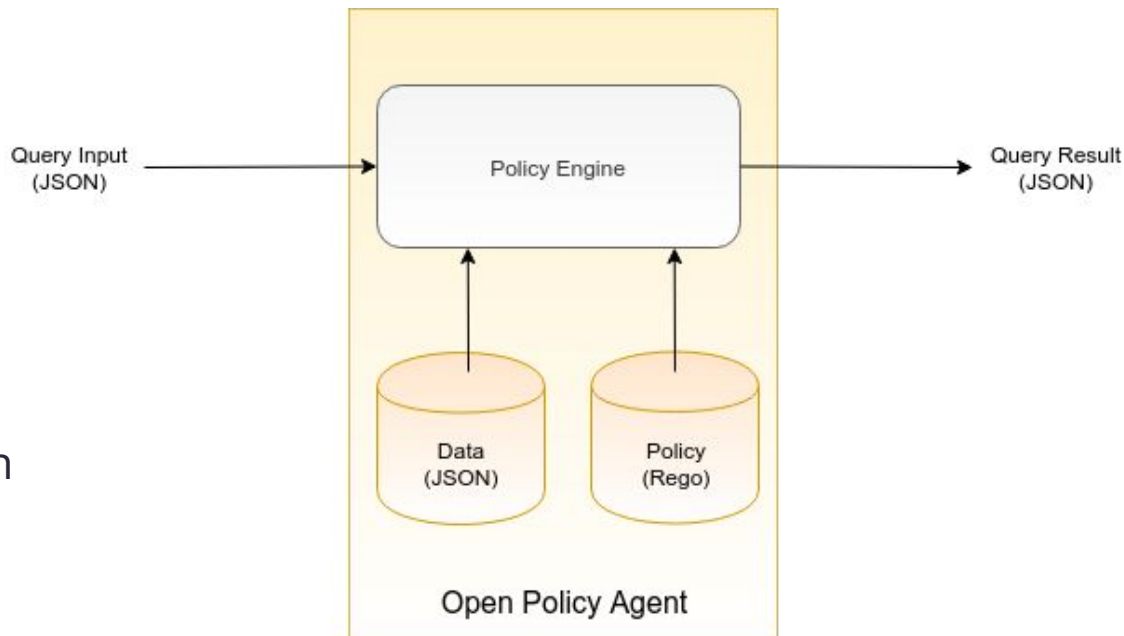 Query Input
(JSON)
Policy Engine
Query Result
(JSON)
n
Data
(JSON)
Policy
(Rego)
Open Policy Agent